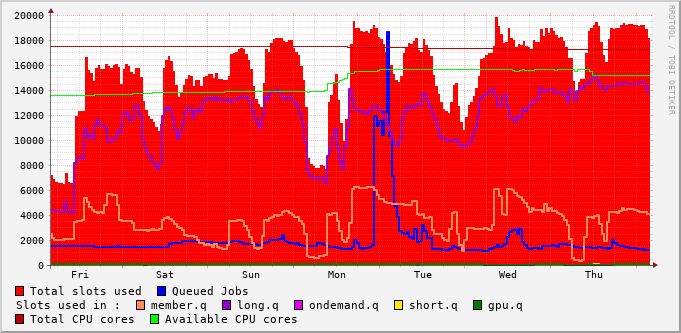 20000
18000
16000
14000
12000
10000
8000
6000
4000
2000
0
Fri Sat Sun Mon Tue Wed Thu
Total slots used Queued Jobs
Slots used in : member.q long.q ondemand.q short.q gpu.q
Total CPU cores Available CPU cores
RRDTOOL / TOBI OETIKER